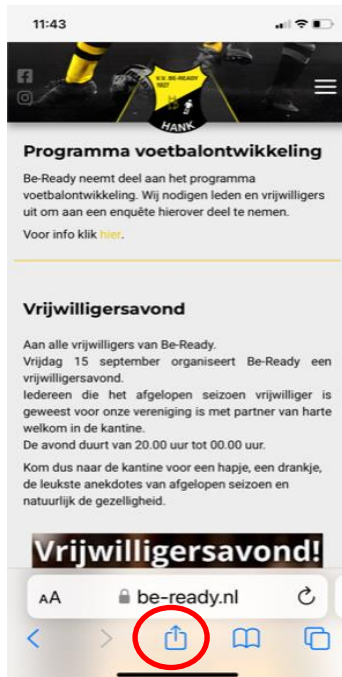 11:43
V.V. BE-READY
1927
HANK
Programma voetbalontwikkeling
Be-Ready neemt deel aan het programma
voetbalontwikkeling. Wij nodigen leden en vrijwilligers
uit om aan een enquête hierover deel te nemen.
Voor info klik hier.
Vrijwilligersavond
Aan alle vrijwilligers van Be-Ready.
Vrijdag 15 september organiseert Be-Ready een
vrijwilligersavond.
Iedereen die het afgelopen seizoen vrijwilliger is
geweest voor onze vereniging is met partner van harte
welkom in de kantine.
De avond duurt van 20.00 uur tot 00.00 uur.
Kom dus naar de kantine voor een hapje, een drankje,
de leukste anekdotes van afgelopen seizoen en
natuurlijk de gezelligheid.
Vrijwilligersavond!
AA be-ready.nl